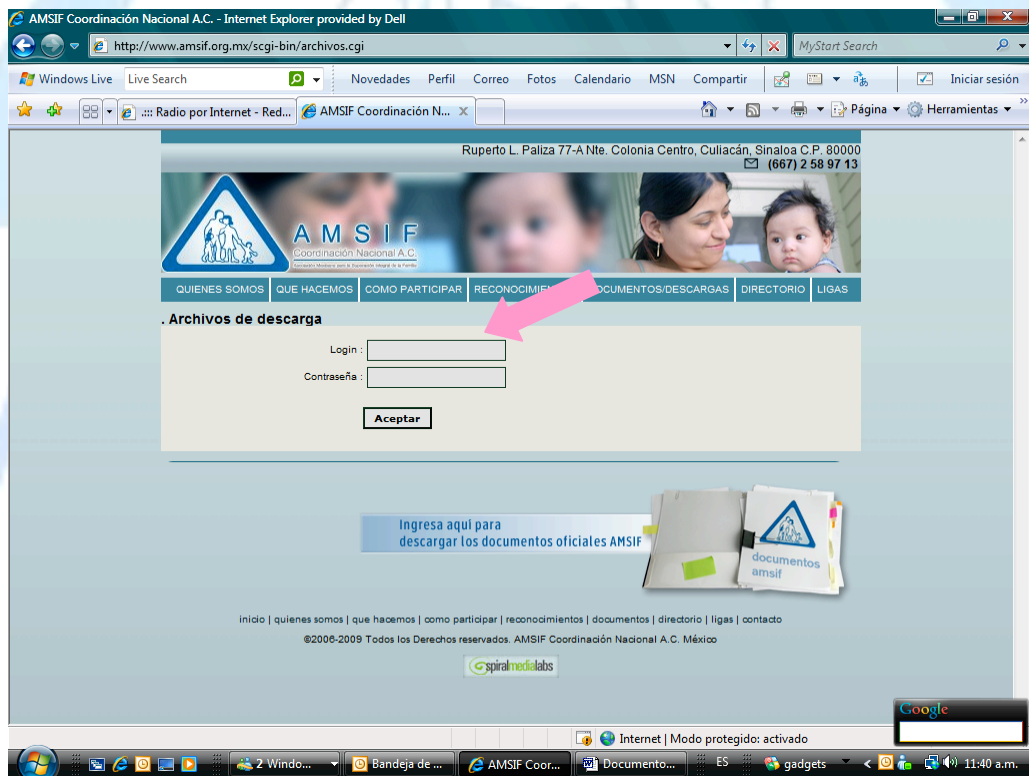 AMSIF Coordinación Nacional A.C. - Internet Explorer provided by Dell
http://www.amsif.org.mx/scgi-bin/archivos.cgi
MyStart Search
Windows Live
Live Search
Novedades Perfil Correo Fotos Calendario MSN Compartir
Iniciar sesión
.::: Radio por Internet - Red...
AMSIF Coordinación N...
Página
Herramientas
Ruperto L. Paliza 77-A Nte. Colonia Centro, Culiacán, Sinaloa C.P. 80000
(667) 2 58 97 13
AMSIF
Coordinación Nacional A.C.
QUIENES SOMOS QUE HACEMOS COMO PARTICIPAR DIRECTORIO LIGAS
. Archivos de descarga
Login :
Contraseña :
Aceptar
Ingresa aquí para
descargar los documentos oficiales AMSIF
documentos
amsif
inicio | quienes somos | que hacemos | como participar | reconocimientos | documentos | directorio | ligas | contacto
©2006-2009 Todos los Derechos reservados. AMSIF Coordinación Nacional A.C. México
spiralmedialabs
Google
Internet | Modo protegido: activado
2 Windo...
Bandeja de ...
AMSIF Coor...
Documento...
ES
gadgets
11:40 a.m.